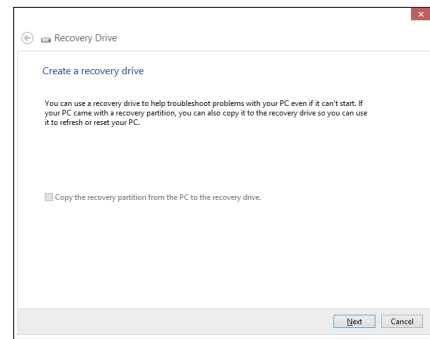 Recovery Drive
Create a recovery drive
You can use a recovery drive to help troubleshoot problems with your PC even if it can't start. If
your PC came with a recovery partition, you can also copy it to the recovery drive so you can use
it to refresh or reset your PC.
Copy the recovery partition from the PC to the recovery drive.
Next Cancel